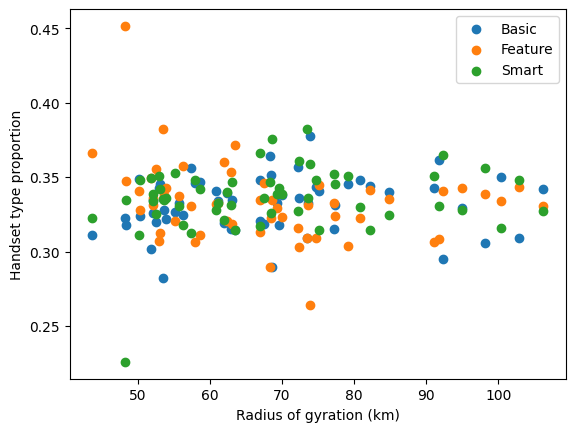 Basic
Feature
Smart
0.45
0.40
0.35
0.30
0.25
Handset type proportion
50 60 70 80 90 100
Radius of gyration (km)